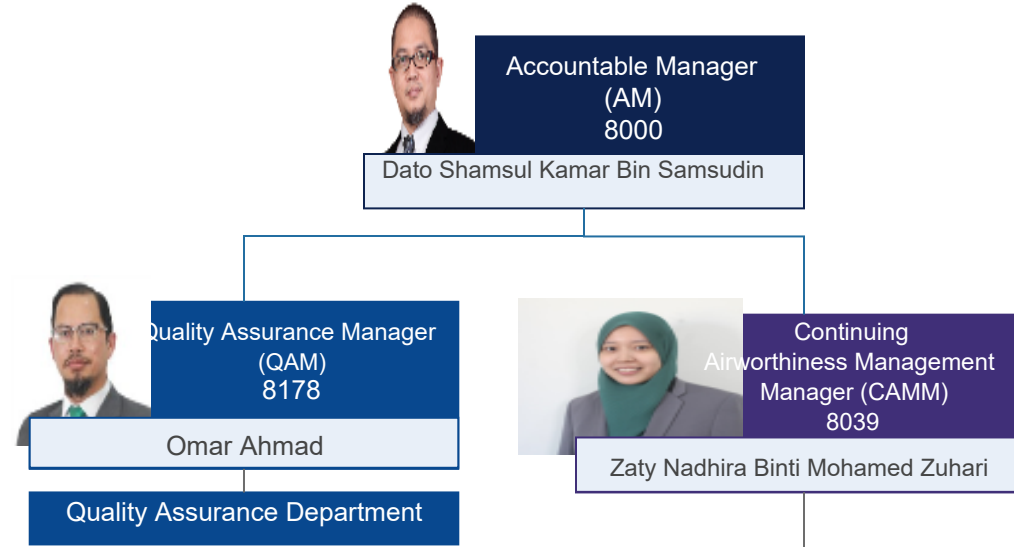 Accountable Manager
(AM)
8000
Dato Shamsul Kamar Bin Samsudin
Quality Assurance Manager
(QAM)
8178
Omar Ahmad
Quality Assurance Department
Continuing
Airworthiness Management
Manager (CAMM)
8039
Zaty Nadhira Binti Mohamed Zuhari